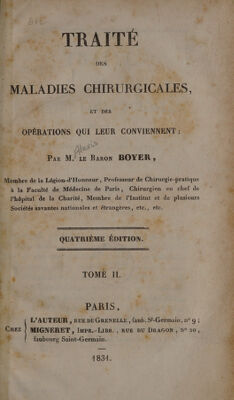 TRAITÉ
DES
MALADIES CHIRURGICALES,
ET DES
OPÉRATIONS QUI LEUR CONVIENNENT;
Alexis
PAR M. LE BARON BOYER,
Membre de la Légion-d'Honneur, Professeur de Chirurgie-pratique
à la Faculté de Médecine de Paris, Chirurgien en chef de
l'hôpital de la Charité, Membre de l'Institut et de plusieurs
Sociétés savantes nationales et étrangères, etc., etc.
QUATRIÈME ÉDITION.
TOME II.
PARIS,
L'AUTEUR, RUE DE GRENELLE, faub. St-Germain, nº 9;
CHEZ MIGNERET, IMPR.-LIBR., RUE DU DRAGON, Nº 20,
faubourg Saint-Germain.
1831.